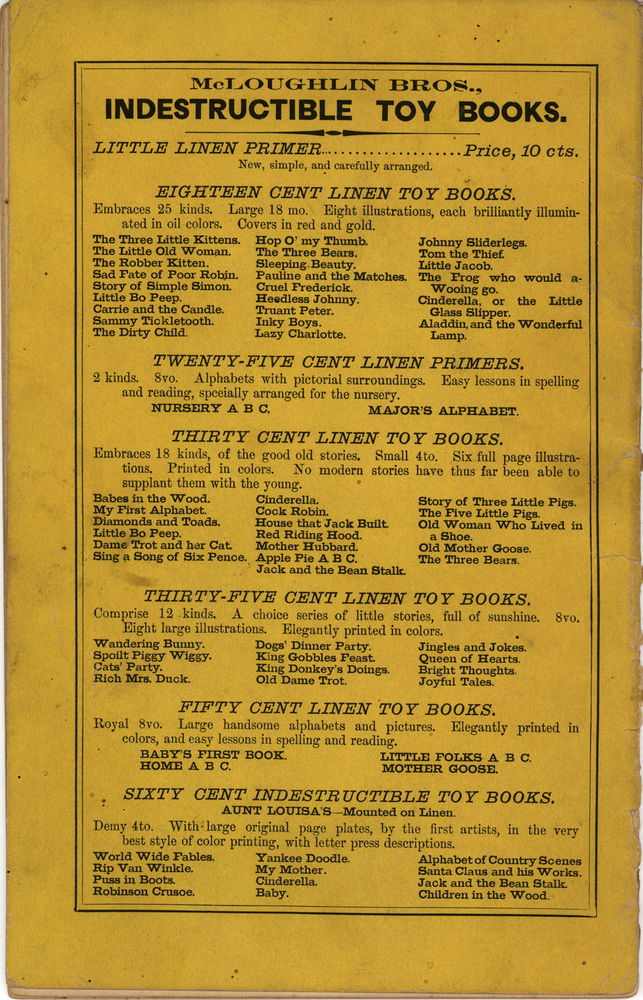 McLOUGHLIN BROS.,
INDESTRUCTIBLE TOY BOOKS.
LITTLE LINEN PRIMER....................Price, 10 cts.
New, simple, and carefully arranged.
EIGHTEEN CENT LINEN TOY BOOKS.
Embraces 25 kinds. Large 18 mo. Eight illustrations, each brilliantly illumin-
ated in oil colors. Covers in red and gold.
The Three Little Kittens.
The Little Old Woman.
The Robber Kitten.
Sad Fate of Poor Robin.
Story of Simple Simon.
Little Bo Peep.
Carrie and the Candle.
Sammy Tickletooth.
The Dirty Child.
Hop O' my Thumb.
The Three Bears.
Sleeping Beauty.
Pauline and the Matches.
Cruel Frederick.
Heedless Johnny.
Truant Peter.
Inky Boys.
Lazy Charlotte.
Johnny Sliderlegs.
Tom the Thief.
Little Jacob.
The Frog who would a-
Wooing go.
Cinderella, or the Little
Glass Slipper.
Aladdin, and the Wonderful
Lamp.
TWENTY-FIVE CENT LINEN PRIMERS.
2 kinds. 8vo. Alphabets with pictorial surroundings. Easy lessons in spelling
and reading, spceially arranged for the nursery.
NURSERY A B C. MAJOR'S ALPHABET.
THIRTY CENT LINEN TOY BOOKS.
Embraces 18 kinds, of the good old stories. Small 4to. Six full page illustra-
tions. Printed in colors. No modern stories have thus far been able to
supplant them with the young.
Babes in the Wood.
My First Alphabet.
Diamonds and Toads.
Little Bo Peep.
Dame Trot and her Cat.
Sing a Song of Six Pence.
Cinderella.
Cock Robin.
House that Jack Built.
Red Riding Hood.
Mother Hubbard.
Apple Pie A B C.
Jack and the Bean Stalk.
Story of Three Little Pigs.
The Five Little Pigs.
Old Woman Who Lived in
a Shoe.
Old Mother Goose.
The Three Bears.
THIRTY-FIVE CENT LINEN TOY BOOKS.
Comprise 12 kinds. A choice series of little stories, full of sunshine. 8vo.
Eight large illustrations. Elegantly printed in colors.
Wandering Bunny.
Spoilt Piggy Wiggy.
Cats' Party.
Rich Mrs. Duck.
Dogs' Dinner Party.
King Gobbles Feast.
King Donkey's Doings.
Old Dame Trot.
Jingles and Jokes.
Queen of Hearts.
Bright Thoughts.
Joyful Tales.
FIFTY CENT LINEN TOY BOOKS.
Royal 8vo. Large handsome alphabets and pictures. Elegantly printed in
colors, and easy lessons in spelling and reading.
BABY'S FIRST BOOK.
HOME A B C.
LITTLE FOLKS A B C.
MOTHER GOOSE.
SIXTY CENT INDESTRUCTIBLE TOY BOOKS.
AUNT LOUISA'S—Mounted on Linen.
Demy 4to. With large original page plates, by the first artists, in the very
best style of color printing, with letter press descriptions.
World Wide Fables.
Rip Van Winkle.
Puss in Boots.
Robinson Crusoe.
Yankee Doodle.
My Mother.
Cinderella.
Baby.
Alphabet of Country Scenes
Santa Claus and his Works.
Jack and the Bean Stalk.
Children in the Wood.